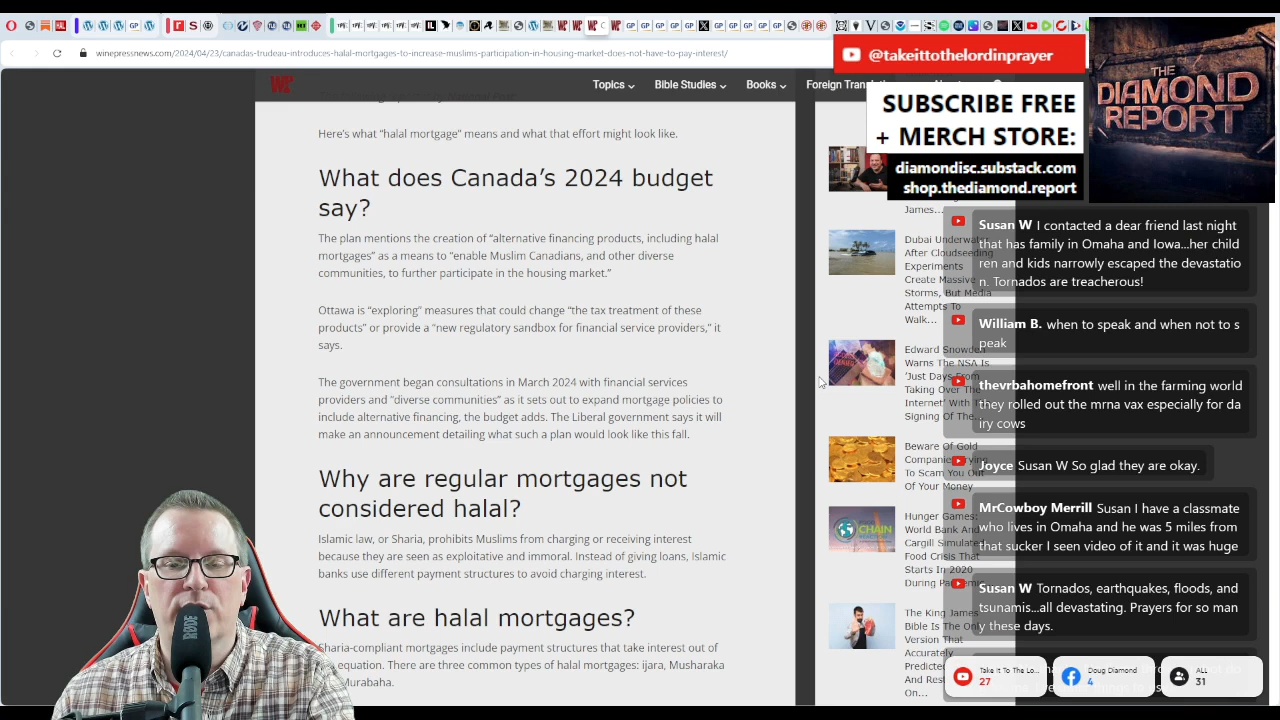 winepressnews.com/2024/04/23/canadas-trudeau-introduces-halal-mortgages-to-increase-muslims-participation-in-housing-market-does-not-have-to-pay-interest/
@takeittothelordinprayer
THE
DIAMOND
REPORT
WP
Topics
Bible Studies
Books
Foreign
SUBSCRIBE FREE
+ MERCH STORE:
diamondisc.substack.com
shop.thediamond.report
Here's what "halal mortgage" means and what that effort might look like.
What does Canada's 2024 budget
say?
The plan mentions the creation of "alternative financing products, including halal
mortgages" as a means to "enable Muslim Canadians, and other diverse
communities, to further participate in the housing market."
Ottawa is "exploring" measures that could change "the tax treatment of these
products" or provide a "new regulatory sandbox for financial service providers," it
says.
The government began consultations in March 2024 with financial services
providers and "diverse communities" as it sets out to expand mortgage policies to
include alternative financing, the budget adds. The Liberal government says it will
make an announcement detailing what such a plan would look like this fall.
Why are regular mortgages not
considered halal?
Islamic law, or Sharia, prohibits Muslims from charging or receiving interest
because they are seen as exploitative and immoral. Instead of giving loans, Islamic
banks use different payment structures to avoid charging interest.
What are halal mortgages?
Sharia-compliant mortgages include payment structures that take interest out of
equation. There are three common types of halal mortgages: ijara, Musharaka
Murabaha.
RØDE
James...
Dubai Underwater
After Cloudseeding
Experiments
Create Massive
Storms, But Media
Attempts To
Walk...
Edward Snowden
Warns The NSA Is
'Just Days From
Taking Over The
Internet' With
Signing Of The...
Beware Of Gold
Companies Trying
To Scam You Out
Of Your Money
CHAIN
Hunger Games:
World Bank And
Cargill Simulated
Food Crisis That
Starts In 2020
During
The King James
Bible Is The Only
Version That
Accurately
Predicted
And
On...
Susan W I contacted a dear friend last night
that has family in Omaha and Iowa...her child
ren and kids narrowly escaped the devastatio
n. Tornados are treacherous!
William B. when to speak and when not to s
peak
thevrbahomefront well in the farming world
they rolled out the mrna vax especially for da
iry cows
Joyce Susan W So glad they are okay.
MrCowboy Merrill Susan I have a classmate
who lives in Omaha and he was 5 miles from
that sucker I seen video of it and it was huge
Susan W Tornados, earthquakes, floods, and
tsunamis...all devastating. Prayers for so man
y these days.
Take It To The Lo...
27
Doug Diamond
4
ALL
31